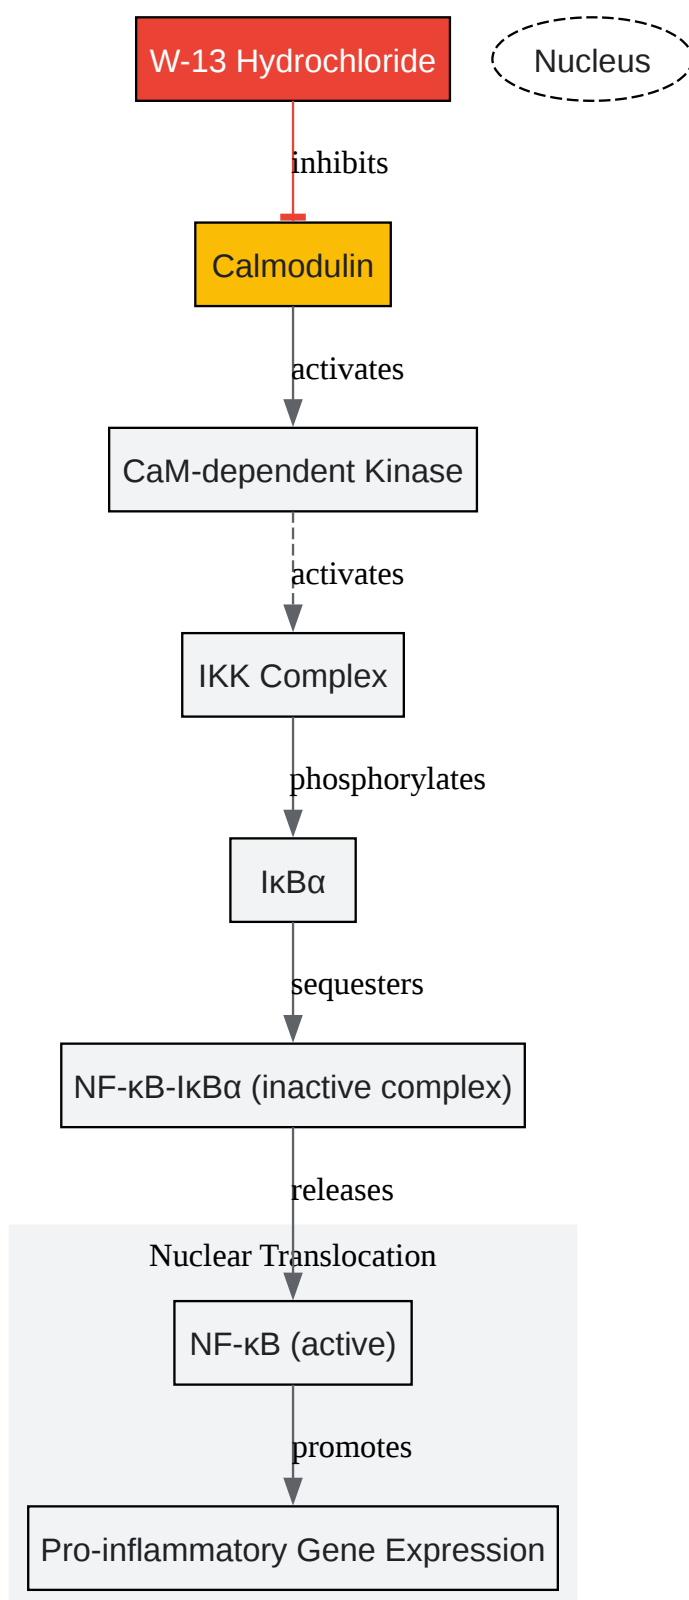 W-13 Hydrochloride
Nucleus
inhibits
Calmodulin
activates
CaM-dependent Kinase
activates
IKK Complex
phosphorylates
IκBα
sequesters
NF-κB-IκBα (inactive complex)
releases
Nuclear Translocation
NF-κB (active)
promotes
Pro-inflammatory Gene Expression